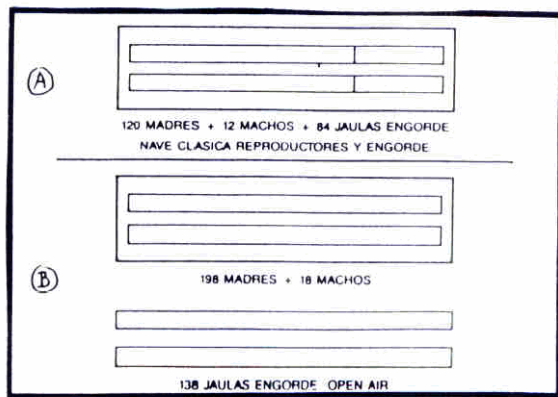 A
120 MADRES + 12 MACHOS + 84 JAULAS ENGORDE
NAVE CLASICA REPRODUCTORES Y ENGORDE
B
198 MADRES + 18 MACHOS
138 JAULAS ENGORDE OPEN AIR